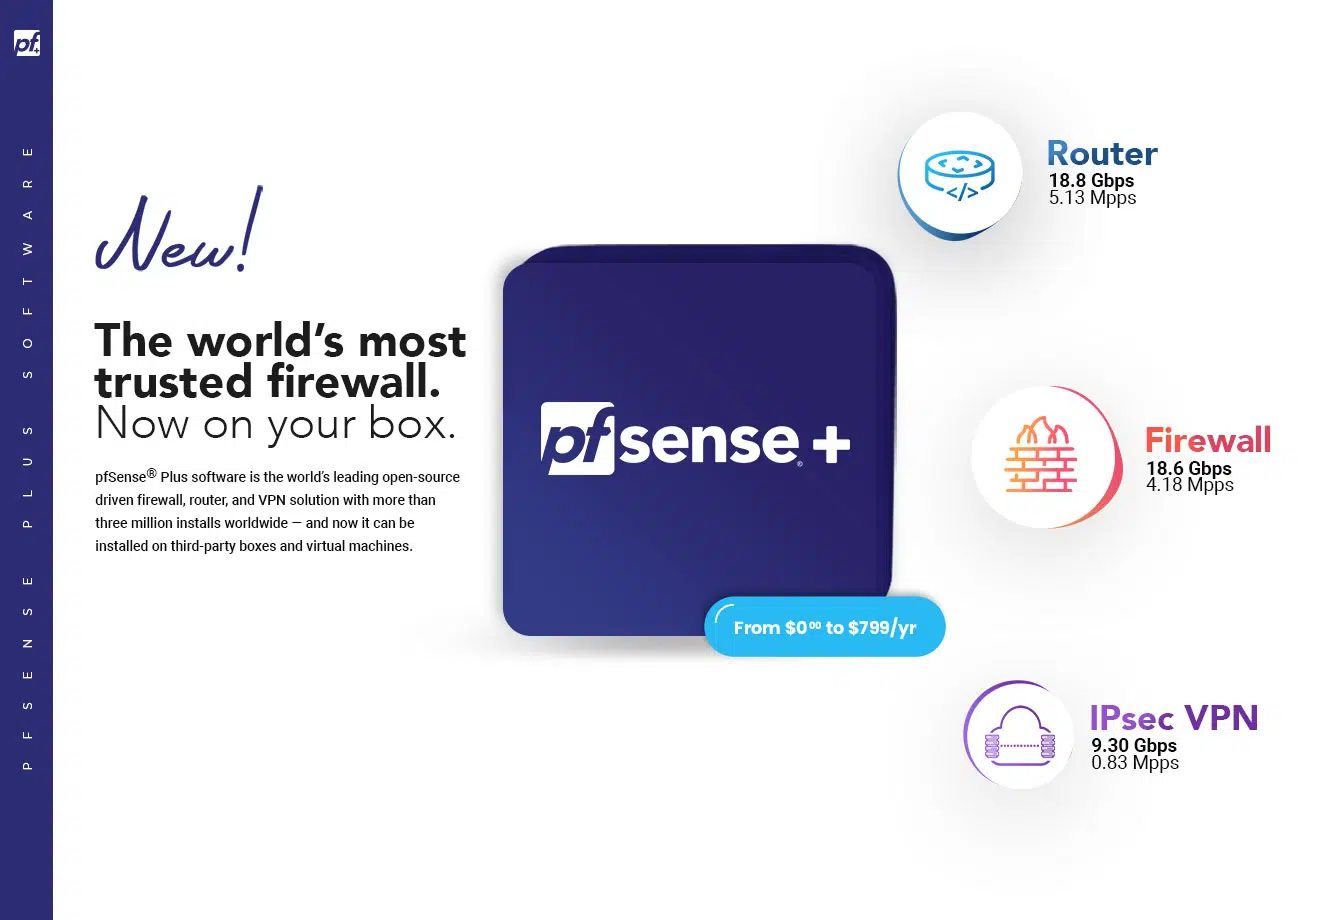 pf+
PFSENSE PLUS SOFTWARE
New!
The world's most
trusted firewall.
Now on your box.
pfSense® Plus software is the world's leading open-source
driven firewall, router, and VPN solution with more than
three million installs worldwide — and now it can be
installed on third-party boxes and virtual machines.
pfsense®+
From $0⁰⁰ to $799/yr
</>
Router
18.8 Gbps
5.13 Mpps
Firewall
18.6 Gbps
4.18 Mpps
IPsec VPN
9.30 Gbps
0.83 Mpps